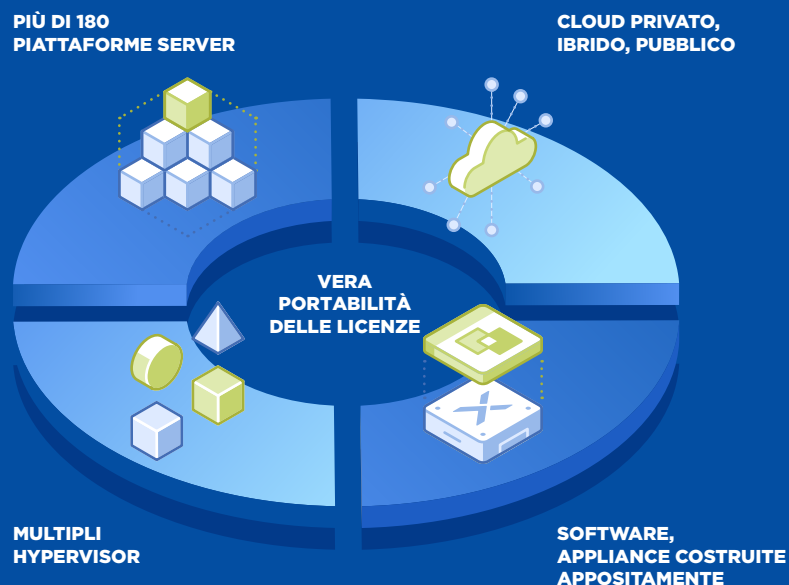 PIÙ DI 180
PIATTAFORME SERVER
CLOUD PRIVATO,
IBRIDO, PUBBLICO
VERA
PORTABILITÀ
DELLE LICENZE
MULTIPLI
HYPERVISOR
SOFTWARE,
APPLIANCE COSTRUITE
APPOSITAMENTE